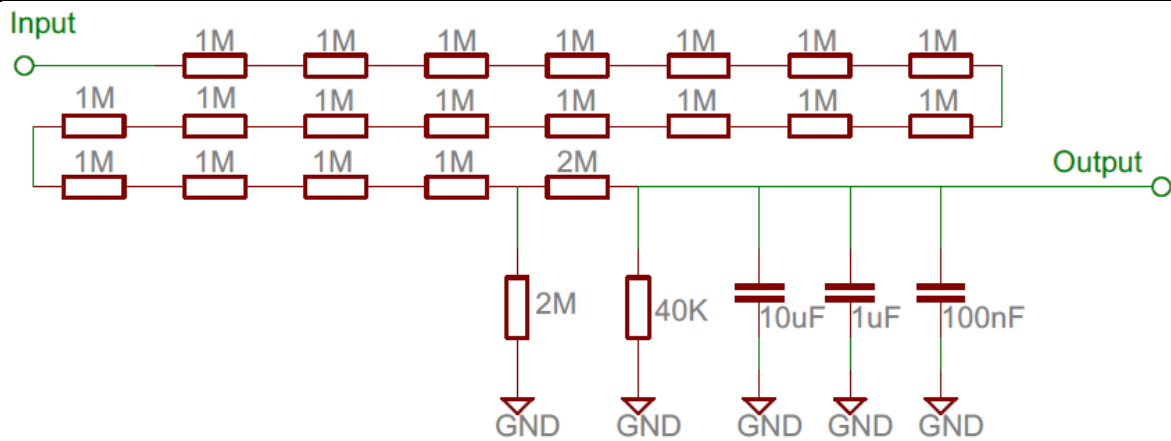 Input
1M 1M 1M 1M 1M 1M 1M
1M 1M 1M 1M 1M 1M 1M 1M
1M 1M 1M 1M 2M Output
2M 40K 10uF 1uF 100nF
GND GND GND GND GND